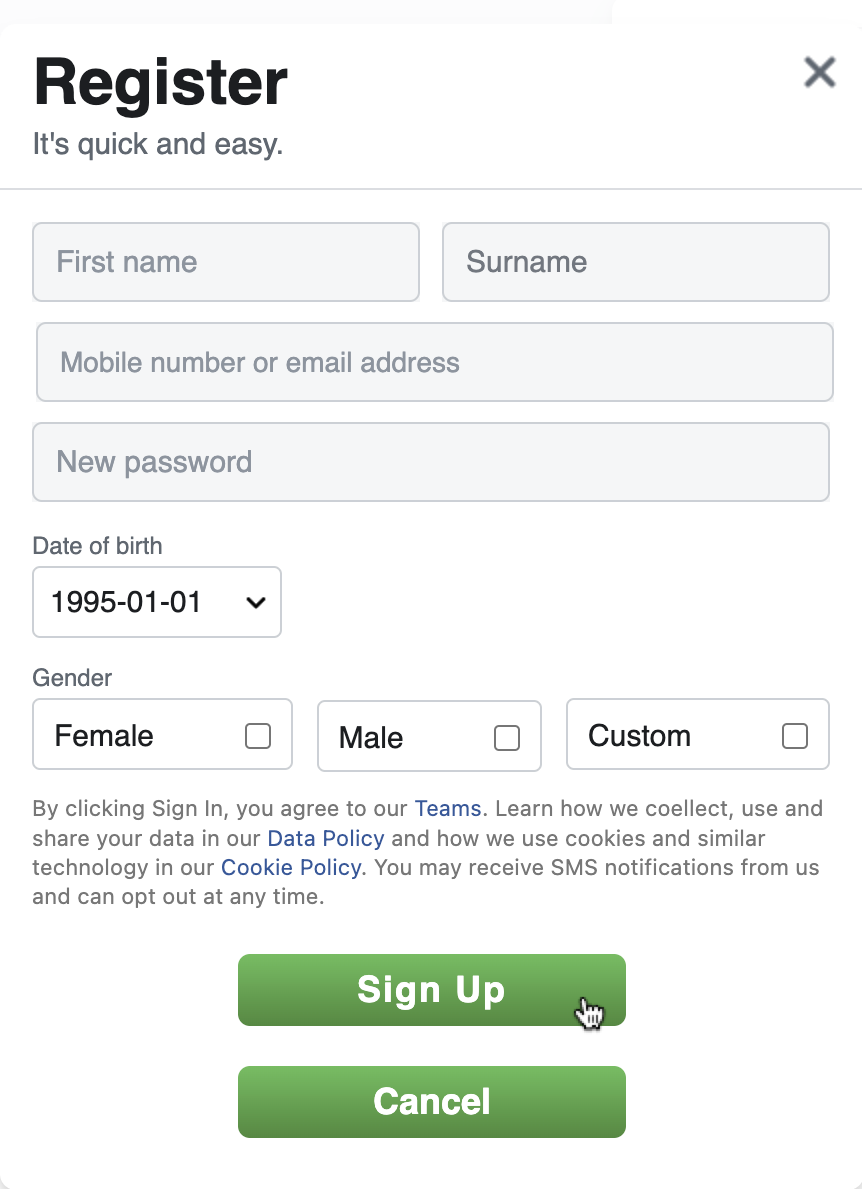 Register
It's quick and easy.
First name
Surname
Mobile number or email address
New password
Date of birth
1995-01-01
Gender
Female
Male
Custom
By clicking Sign In, you agree to our Teams. Learn how we coellect, use and
share your data in our Data Policy and how we use cookies and similar
technology in our Cookie Policy. You may receive SMS notifications from us
and can opt out at any time.
Sign Up
Cancel